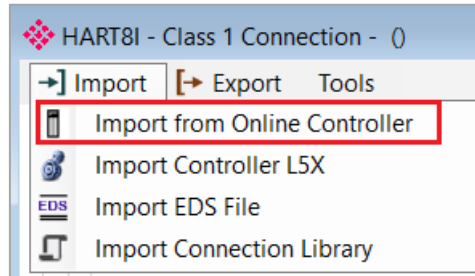 HART8I - Class 1 Connection - ()
Import Export Tools
Import from Online Controller
Import Controller L5X
EDS Import EDS File
Import Connection Library